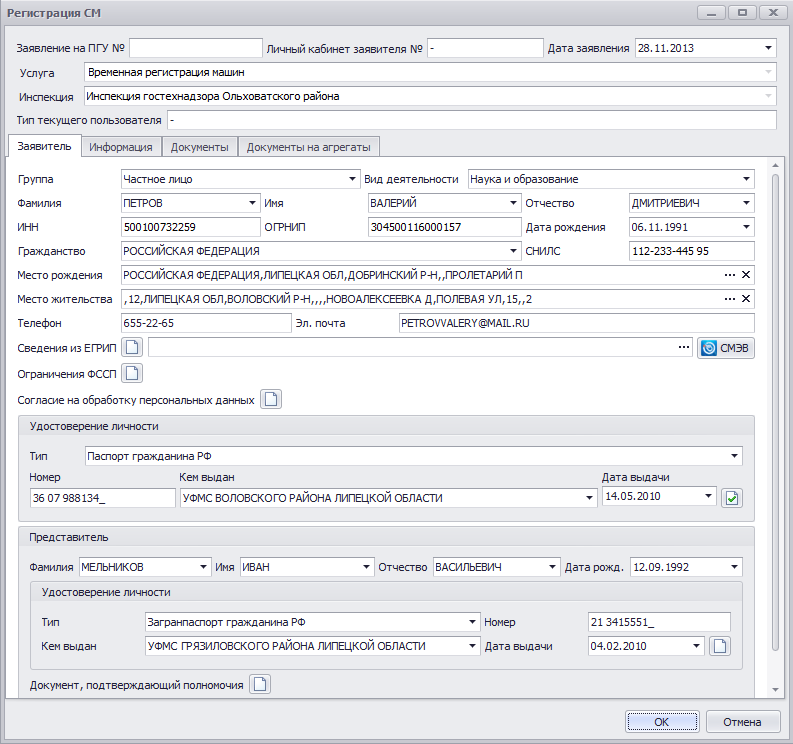 Регистрация СМ
Заявление на ПГУ № Личный кабинет заявителя № - Дата заявления 28.11.2013
Услуга Временная регистрация машин
Инспекция Инспекция гостехнадзора Ольховатского района
Тип текущего пользователя -
Заявитель Информация Документы Документы на агрегаты
Группа Частное лицо Вид деятельности Наука и образование
Фамилия ПЕТРОВ Имя ВАЛЕРИЙ Отчество ДМИТРИЕВИЧ
ИНН 500100732259 ОГРНИП 304500116000157 Дата рождения 06.11.1991
Гражданство РОССИЙСКАЯ ФЕДЕРАЦИЯ СНИЛС 112-233-445 95
Место рождения РОССИЙСКАЯ ФЕДЕРАЦИЯ,ЛИПЕЦКАЯ ОБЛ,ДОБРИНСКИЙ Р-Н,,ПРОЛЕТАРИЙ П ...
Место жительства ,12,ЛИПЕЦКАЯ ОБЛ,ВОЛОВСКИЙ Р-Н,,,,НОВОАЛЕКСЕЕВКА Д,ПОЛЕВАЯ УЛ,15,,2 ...
Телефон 655-22-65 Эл. почта PETROVVALERY@MAIL.RU
Сведения из ЕГРИП ... СМЭВ
Ограничения ФССП
Согласие на обработку персональных данных
Удостоверение личности
Тип Паспорт гражданина РФ
Номер Кем выдан Дата выдачи
36 07 988134_ УФМС ВОЛОВСКОГО РАЙОНА ЛИПЕЦКОЙ ОБЛАСТИ 14.05.2010
Представитель
Фамилия МЕЛЬНИКОВ Имя ИВАН Отчество ВАСИЛЬЕВИЧ Дата рожд. 12.09.1992
Удостоверение личности
Тип Загранпаспорт гражданина РФ Номер 21 3415551_
Кем выдан УФМС ГРЯЗИЛОВСКОГО РАЙОНА ЛИПЕЦКОЙ ОБЛАСТИ Дата выдачи 04.02.2010
Документ, подтверждающий полномочия
ОК Отмена